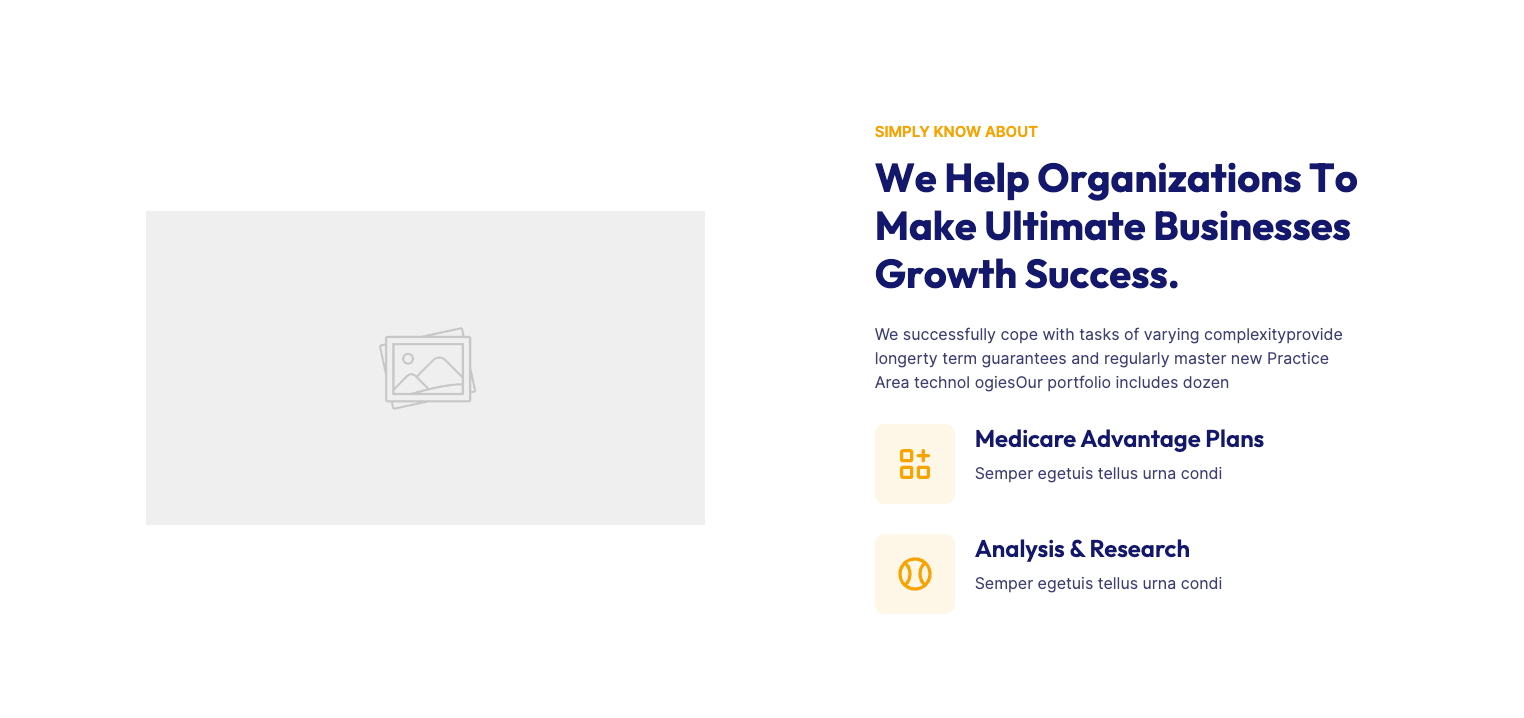 SIMPLY KNOW ABOUT
We Help Organizations To
Make Ultimate Businesses
Growth Success.
We successfully cope with tasks of varying complexityprovide
longerty term guarantees and regularly master new Practice
Area technol ogiesOur portfolio includes dozen
Medicare Advantage Plans
Semper egetuis tellus urna condi
Analysis & Research
Semper egetuis tellus urna condi